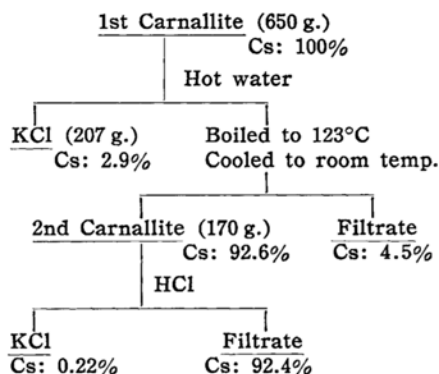 1st Carnallite (650 g.)
Cs: 100%
Hot water
KCl (207 g.)
Cs: 2.9%
Boiled to 123°C
Cooled to room temp.
2nd Carnallite (170 g.)
Cs: 92.6%
Filtrate
Cs: 4.5%
HCl
KCl
Cs: 0.22%
Filtrate
Cs: 92.4%